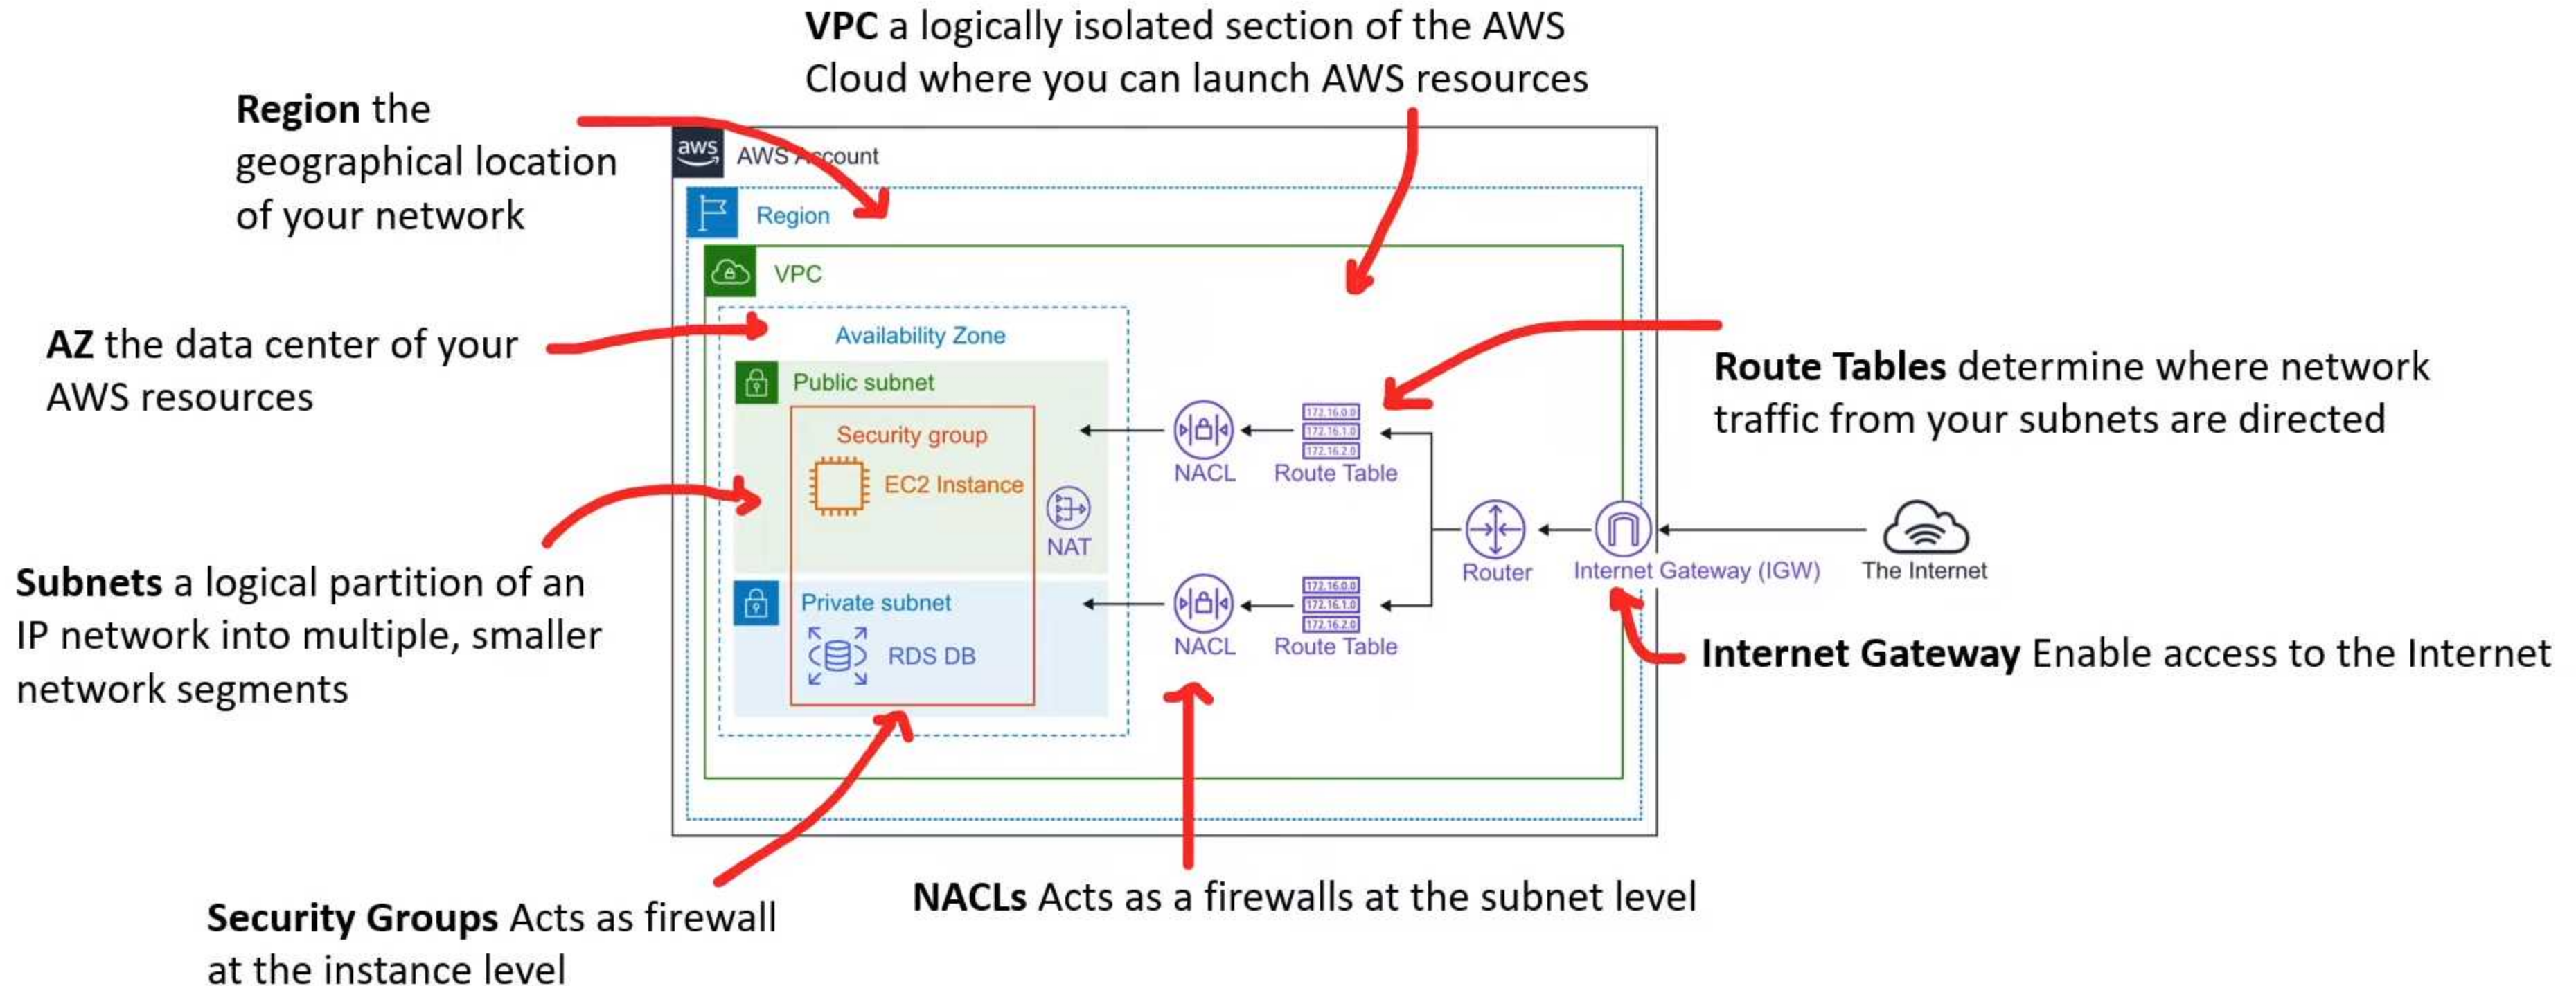 VPC a logically isolated section of the AWS
Cloud where you can launch AWS resources
Region the
geographical location
of your network
aws
AWS Account
Region
VPC
AZ the data center of your
AWS resources
Availability Zone
Route Tables determine where network
traffic from your subnets are directed
Public subnet
Security group
EC2 Instance
NAT
NACL
172.16.0.0
172.16.1.0
172.16.2.0
Route Table
Router
Internet Gateway (IGW)
The Internet
Subnets a logical partition of an
IP network into multiple, smaller
network segments
Private subnet
RDS DB
NACL
172.16.0.0
172.16.1.0
172.16.2.0
Route Table
Internet Gateway Enable access to the Internet
Security Groups Acts as firewall
at the instance level
NACLs Acts as a firewalls at the subnet level